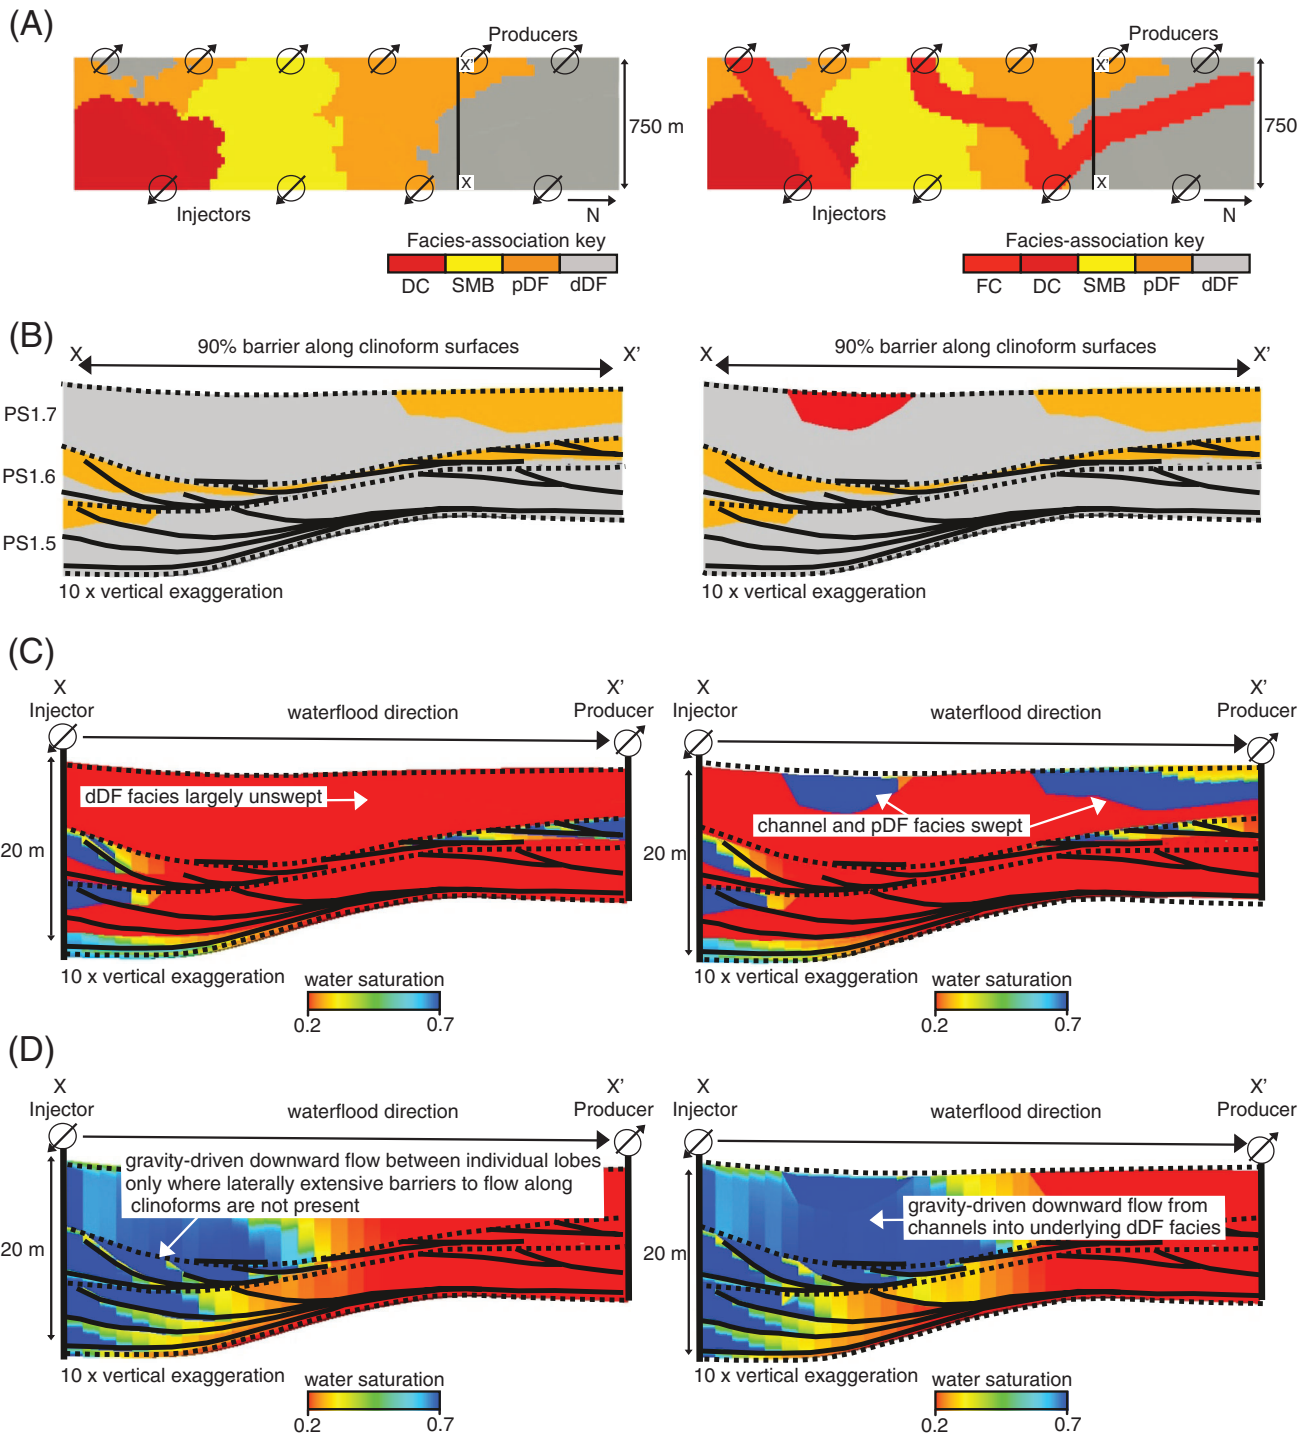 (A)
Producers
X'
750 m
X
Injectors
N
Facies-association key
DC SMB pDF dDF
Producers
X'
750
X
Injectors
N
Facies-association key
FC DC SMB pDF dDF
(B)
X 90% barrier along clinoform surfaces X'
PS1.7
PS1.6
PS1.5
10 x vertical exaggeration
X 90% barrier along clinoform surfaces X'
10 x vertical exaggeration
(C)
X X'
Injector waterflood direction Producer
dDF facies largely unswept
20 m
10 x vertical exaggeration
water saturation
0.2 0.7
X X'
Injector waterflood direction Producer
channel and pDF facies swept
20 m
10 x vertical exaggeration
water saturation
0.2 0.7
(D)
X X'
Injector waterflood direction Producer
gravity-driven downward flow between individual lobes
only where laterally extensive barriers to flow along
clinoforms are not present
20 m
10 x vertical exaggeration
water saturation
0.2 0.7
X X'
Injector waterflood direction Producer
gravity-driven downward flow from
channels into underlying dDF facies
20 m
10 x vertical exaggeration
water saturation
0.2 0.7